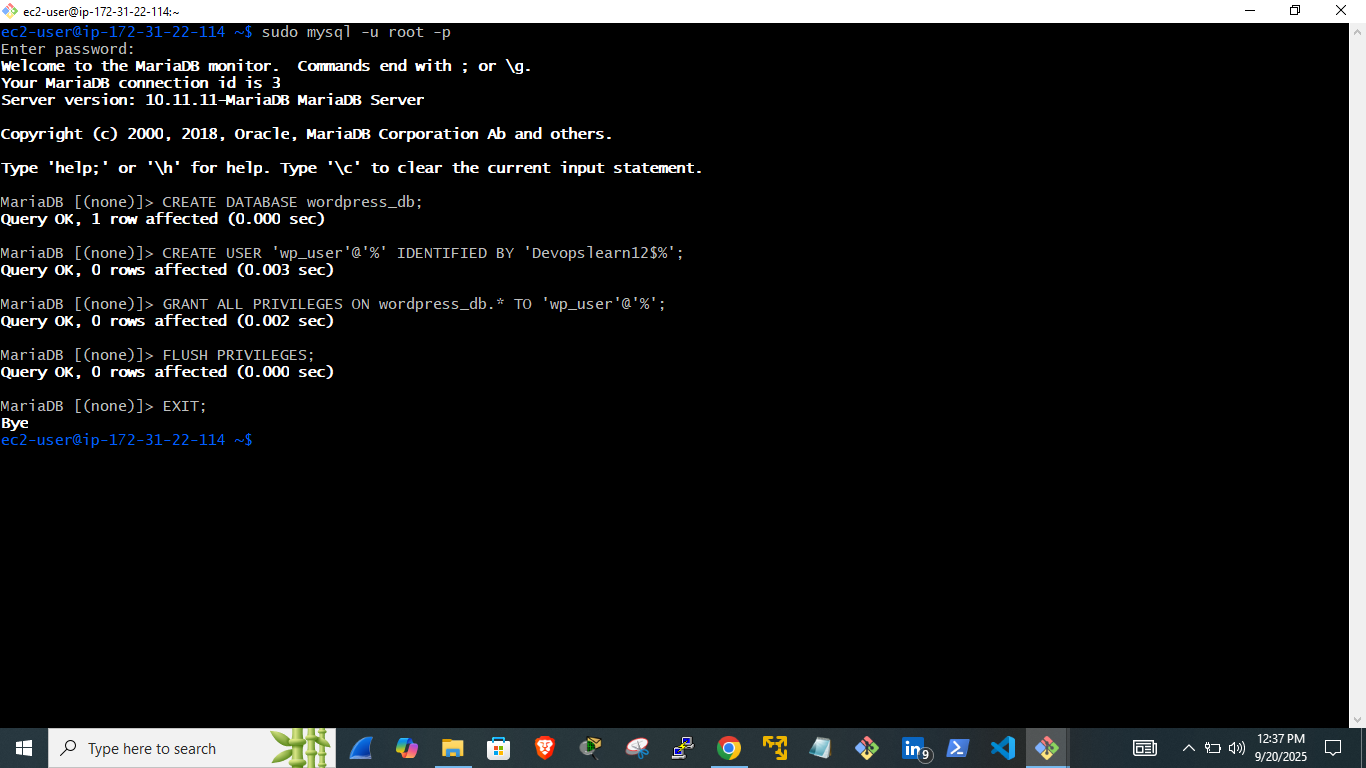 ec2-user@ip-172-31-22-114:~
ec2-user@ip-172-31-22-114 ~$ sudo mysql -u root -p
Enter password:
Welcome to the MariaDB monitor.  Commands end with ; or \g.
Your MariaDB connection id is 3
Server version: 10.11.11-MariaDB MariaDB Server
Copyright (c) 2000, 2018, Oracle, MariaDB Corporation Ab and others.
Type 'help;' or '\h' for help. Type '\c' to clear the current input statement.
MariaDB [(none)]> CREATE DATABASE wordpress_db;
Query OK, 1 row affected (0.000 sec)
MariaDB [(none)]> CREATE USER 'wp_user'@'%' IDENTIFIED BY 'Devopslearn12$%';
Query OK, 0 rows affected (0.003 sec)
MariaDB [(none)]> GRANT ALL PRIVILEGES ON wordpress_db.* TO 'wp_user'@'%';
Query OK, 0 rows affected (0.002 sec)
MariaDB [(none)]> FLUSH PRIVILEGES;
Query OK, 0 rows affected (0.000 sec)
MariaDB [(none)]> EXIT;
Bye
ec2-user@ip-172-31-22-114 ~$
Type here to search
in
9
12:37 PM
9/20/2025